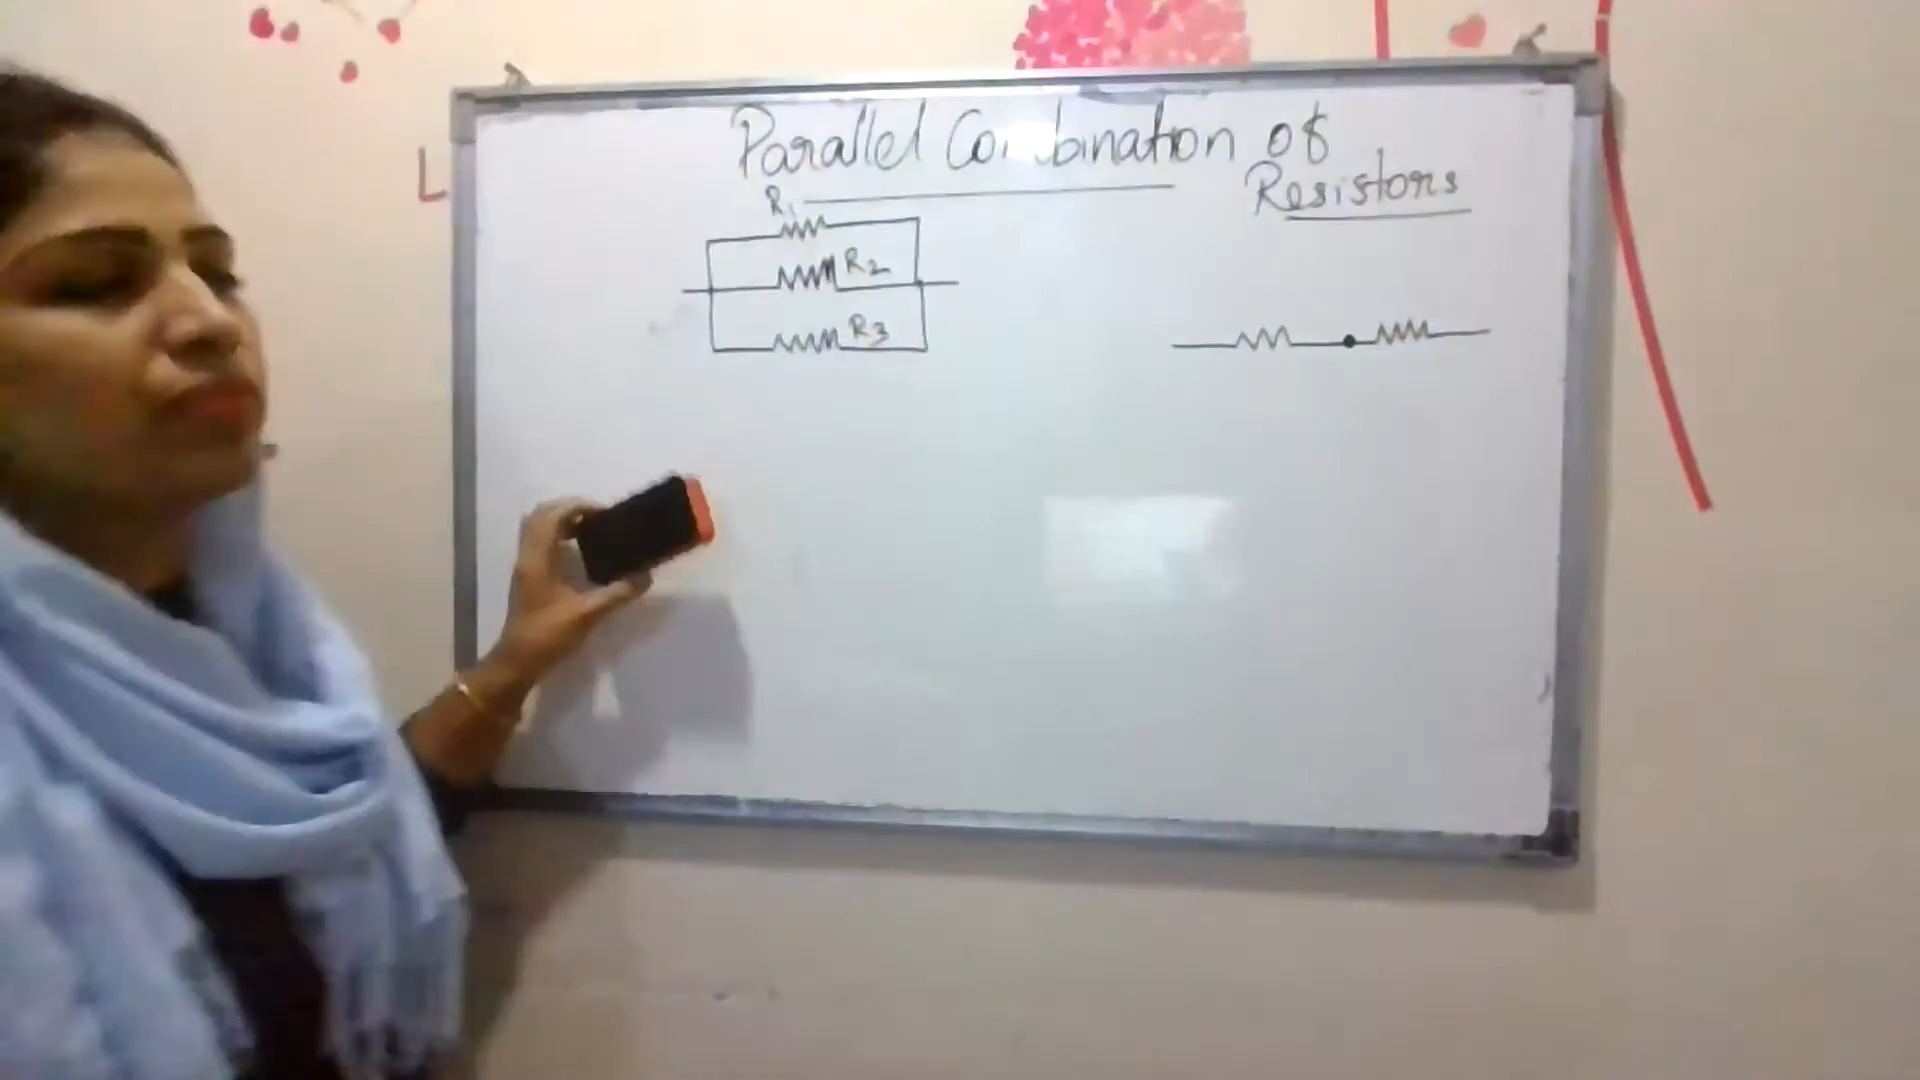 Parallel Combination of
Resistors
R1
R2
R3
L